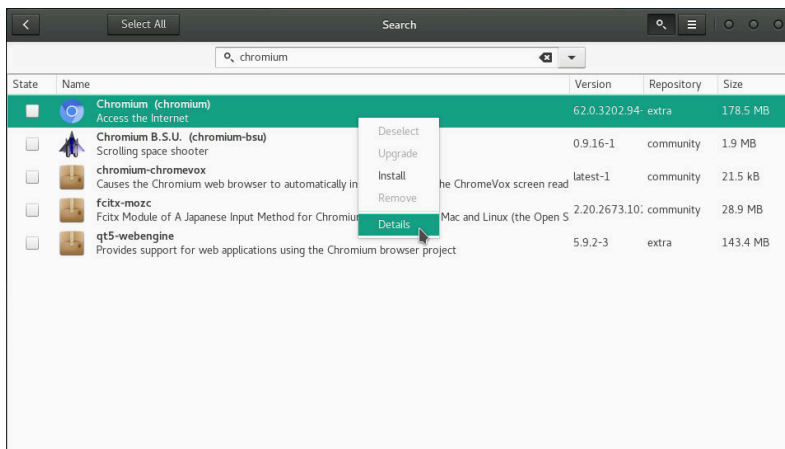 Select All
Search
chromium
State Name Version Repository Size
Chromium (chromium)
Access the Internet
62.0.3202.94- extra 178.5 MB
Chromium B.S.U. (chromium-bsu)
Scrolling space shooter
0.9.16-1 community 1.9 MB
chromium-chromevox
Causes the Chromium web browser to automatically in he ChromeVox screen read
latest-1 community 21.5 kB
fcitx-mozc
Fcitx Module of A Japanese Input Method for Chromiu Mac and Linux (the Open S
2.20.2673.10 community 28.9 MB
qt5-webengine
Provides support for web applications using the Chromium browser project
5.9.2-3 extra 143.4 MB
Deselect
Upgrade
Install
Remove
Details